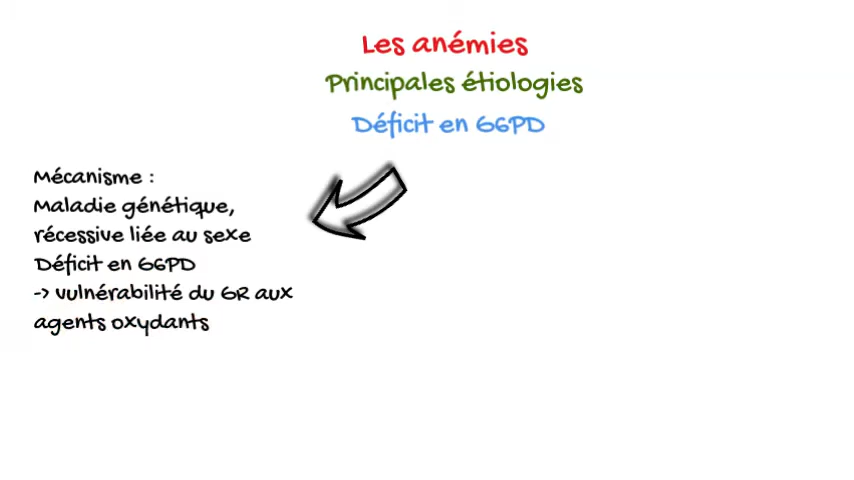 Les anémies
Principales étiologies
Déficit en G6PD
Mécanisme :
Maladie génétique,
récessive liée au sexe
Déficit en G6PD
-> vulnérabilité du GR aux
agents oxydants